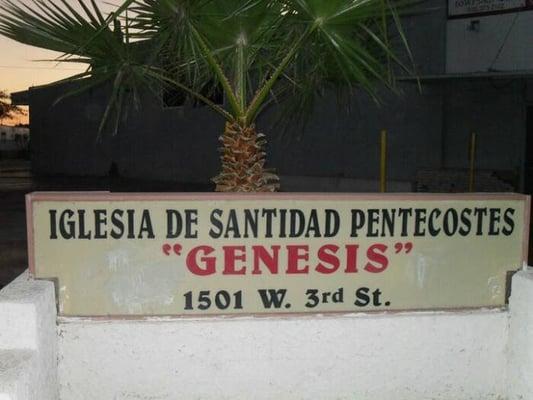 IGLESIA DE SANTIDAD PENTECOSTES
"GENESIS"
1501 W. 3rd St.